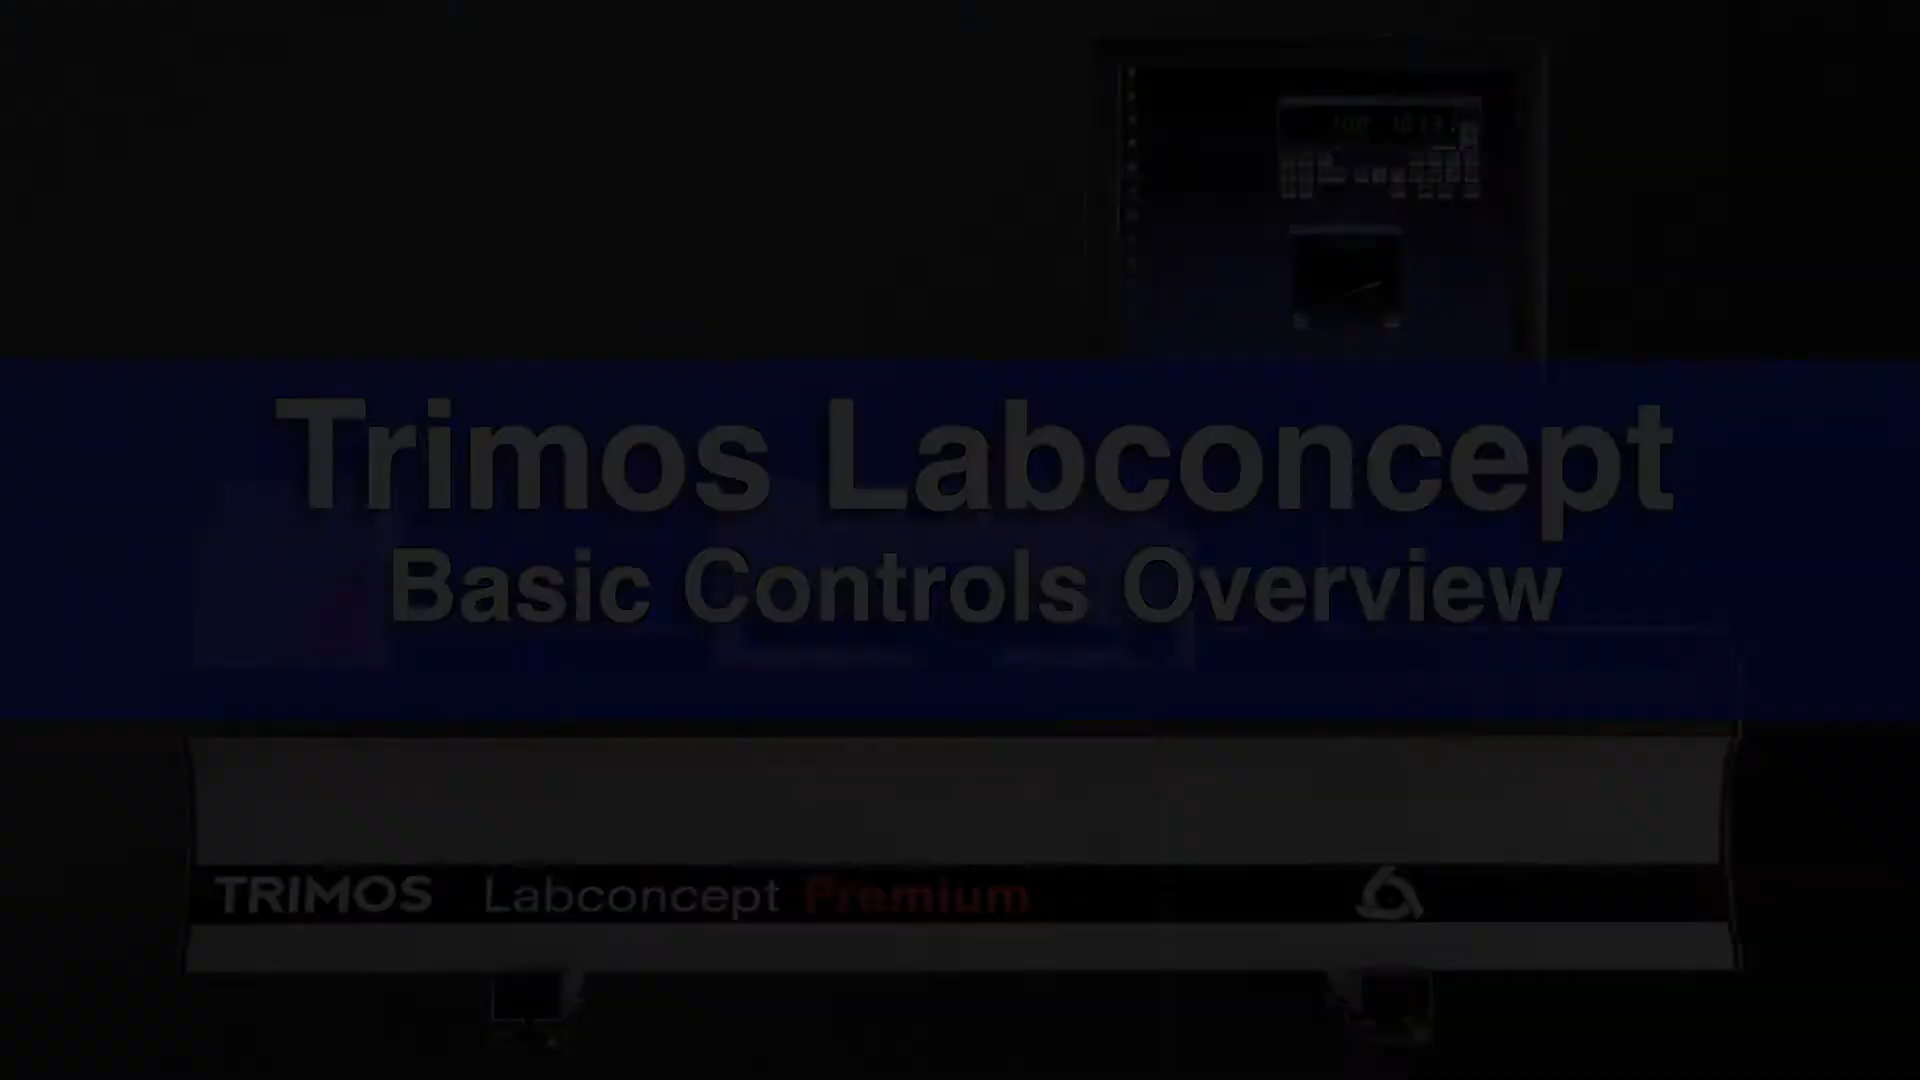 Trimos Labconcept
Basic Controls Overview
TRIMOS Labconcept Premium